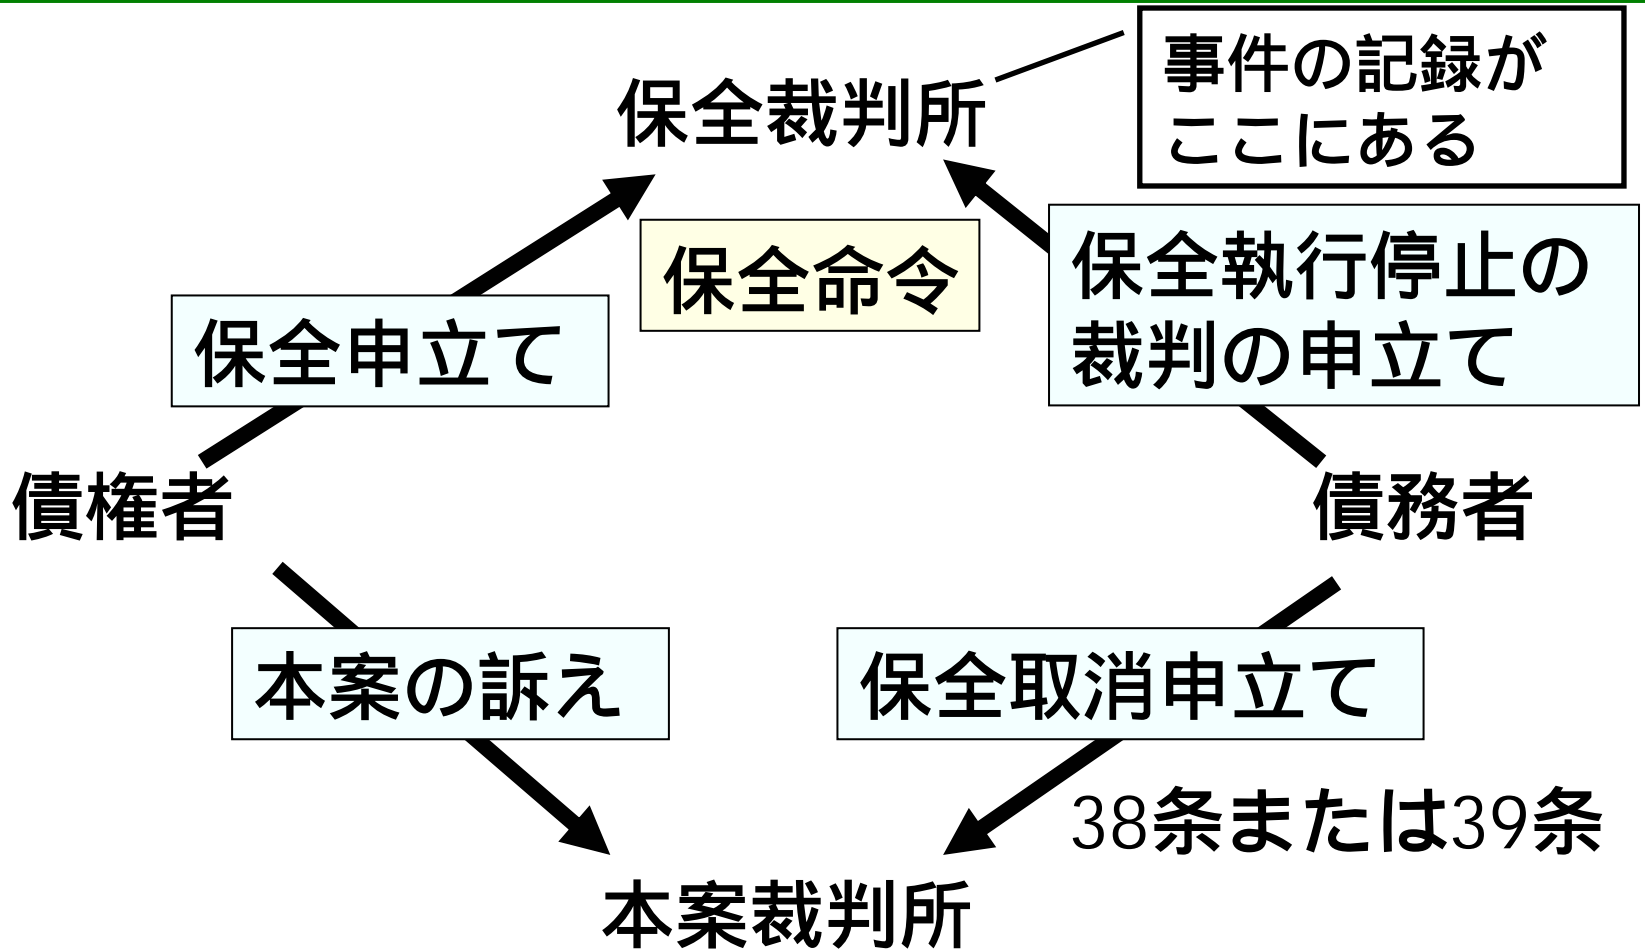 事件の記録が
ここにある
保全裁判所
保全命令
保全執行停止の
裁判の申立て
保全申立て
債権者
債務者
本案の訴え
保全取消申立て
38条または39条
本案裁判所